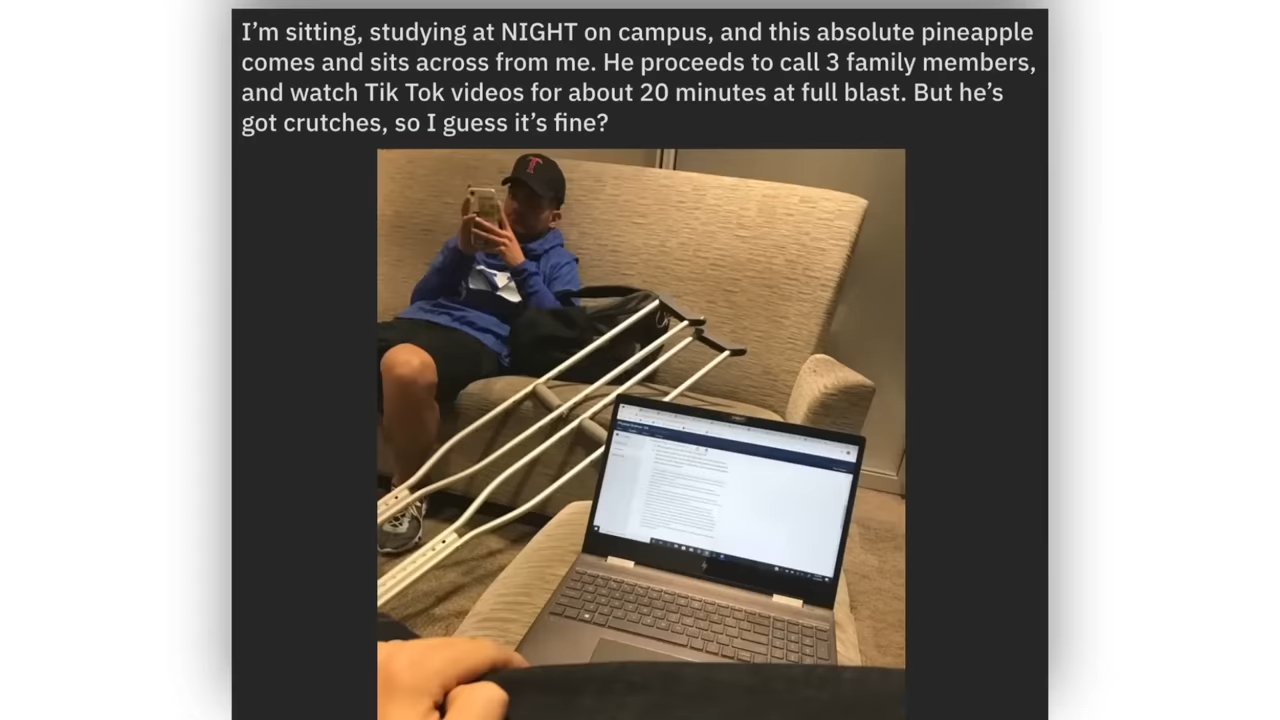 I’m sitting, studying at NIGHT on campus, and this absolute pineapple
comes and sits across from me. He proceeds to call 3 family members,
and watch Tik Tok videos for about 20 minutes at full blast. But he’s
got crutches, so I guess it’s fine?
T